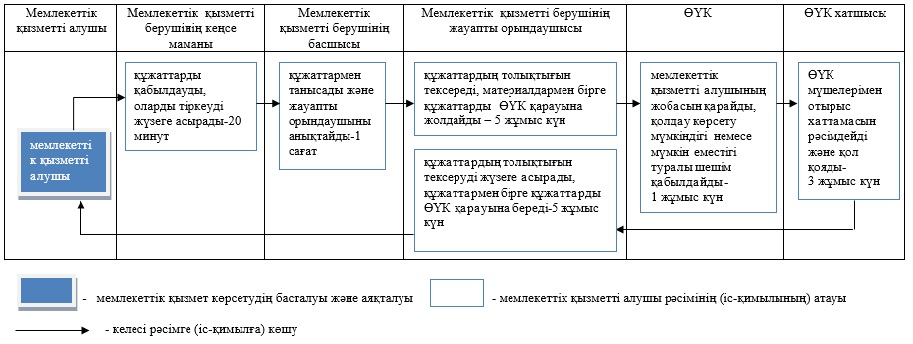 Мемлекеттік
қызметті алушы
Мемлекеттік қызметті
берушінің кеңсе
маманы
Мемлекеттік
қызметті берушінің
басшысы
Мемлекеттік қызметті берушінің
жауапты орындаушысы
ӨҮК
ӨҮК хатшысы
мемлекетті
к қызметті
алушы
құжаттарды
қабылдауды,
оларды тіркеуді
жүзеге асырады-20
минут
құжаттармен
танысады және
жауапты
орындаушыны
анықтайды-1
сағат
құжаттардың толықтығын
тексереді, материалдармен бірге
құжаттарды ӨҮК қарауына
жолдайды – 5 жұмыс күн
құжаттардың толықтығын
тексеруді жүзеге асырады,
құжаттармен бірге құжаттарды
ӨҮК қарауына береді-5 жұмыс
күн
мемлекеттік
қызметті алушының
жобасын қарайды,
қолдау көрсету
мүмкіндігі немесе
мүмкін еместігі
туралы шешім
қабылдайды-
1 жұмыс күн
ӨҮК
мүшелерімен
отырыс
хаттамасын
рәсімдейді
және қол
қояды-
3 жұмыс күн
- мемлекеттік қызмет көрсетудің басталуы және аяқталуы
- мемлекеттік қызметті алушы рәсімінің (іс-қимылының) атауы
- келесі рәсімге (іс-қимылға) көшу